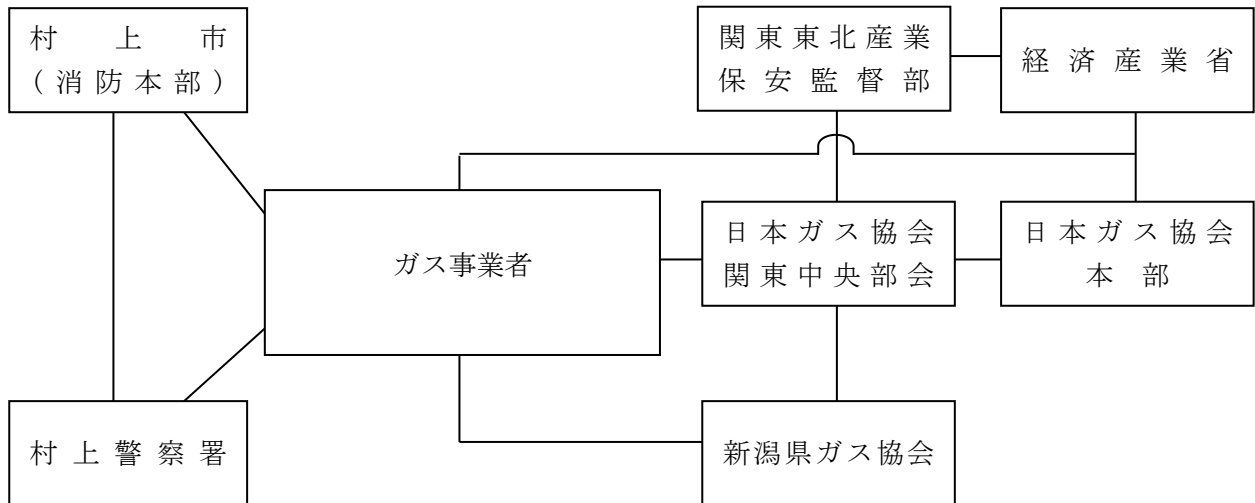 村上市
(消防本部)
関東東北産業
保安監督部
経済産業省
ガス事業者
日本ガス協会
関東中央部会
日本ガス協会
本部
村上警察署
新潟県ガス協会